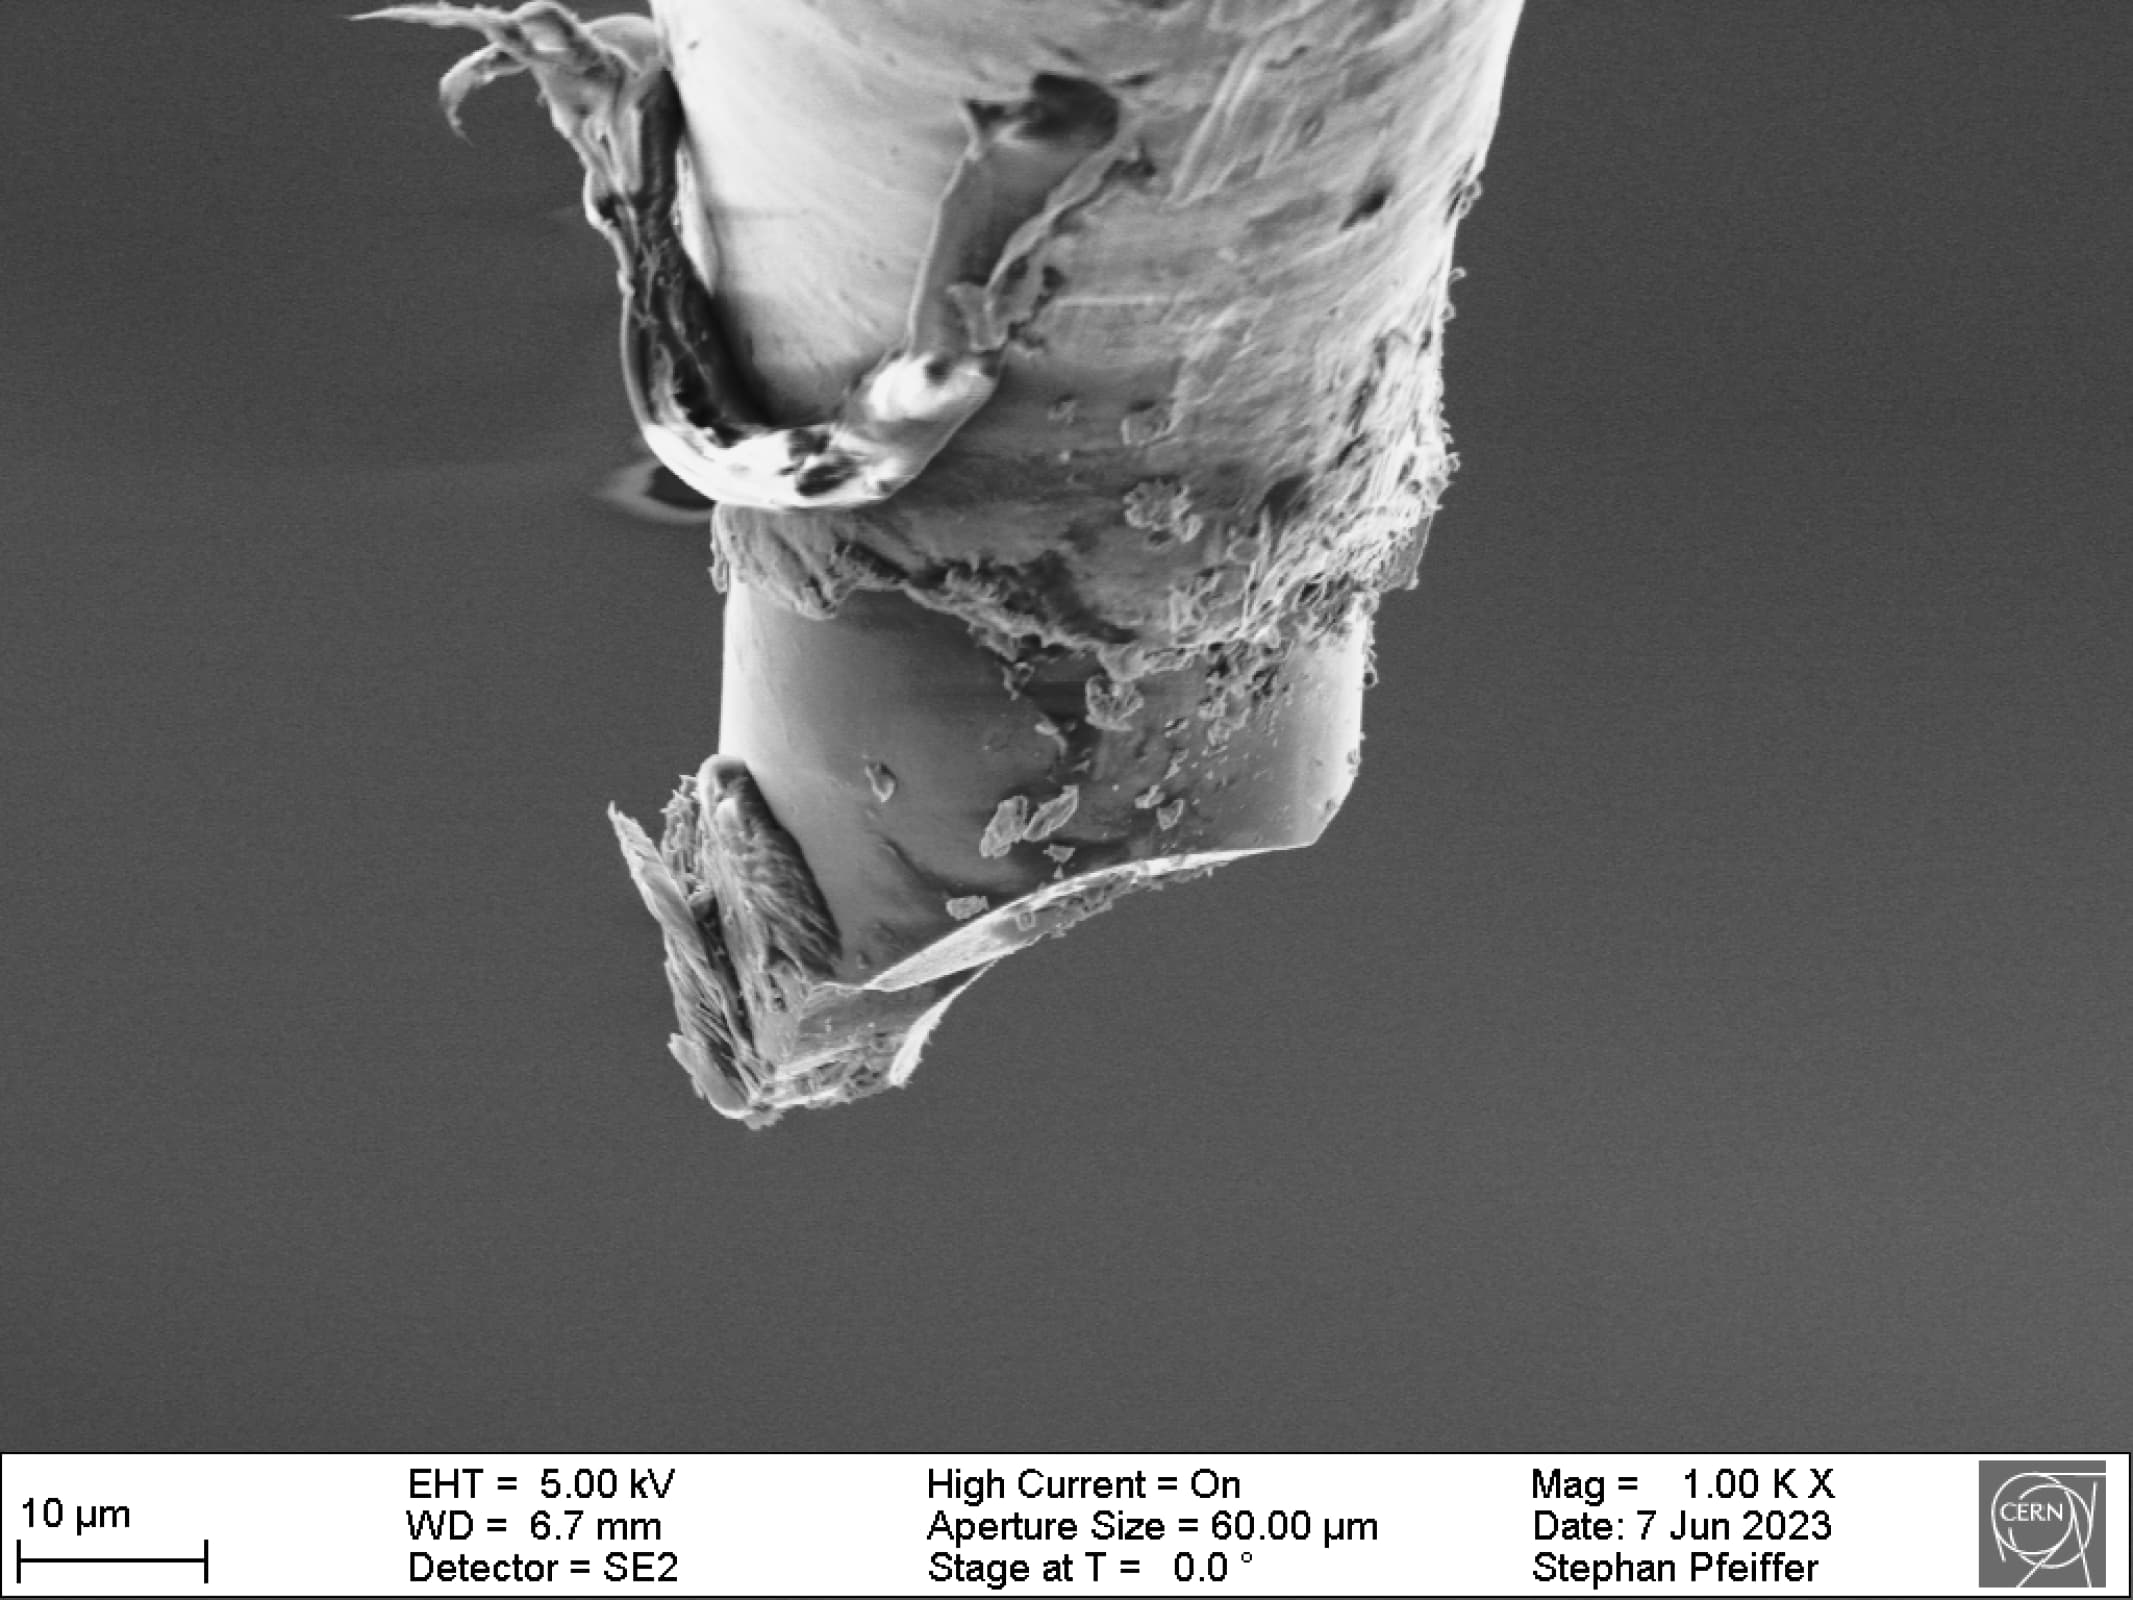 10 µm
EHT = 5.00 kV
WD = 6.7 mm
Detector = SE2
High Current = On
Aperture Size = 60.00 µm
Stage at T = 0.0 °
Mag = 1.00 K X
Date: 7 Jun 2023
Stephan Pfeiffer
CERN